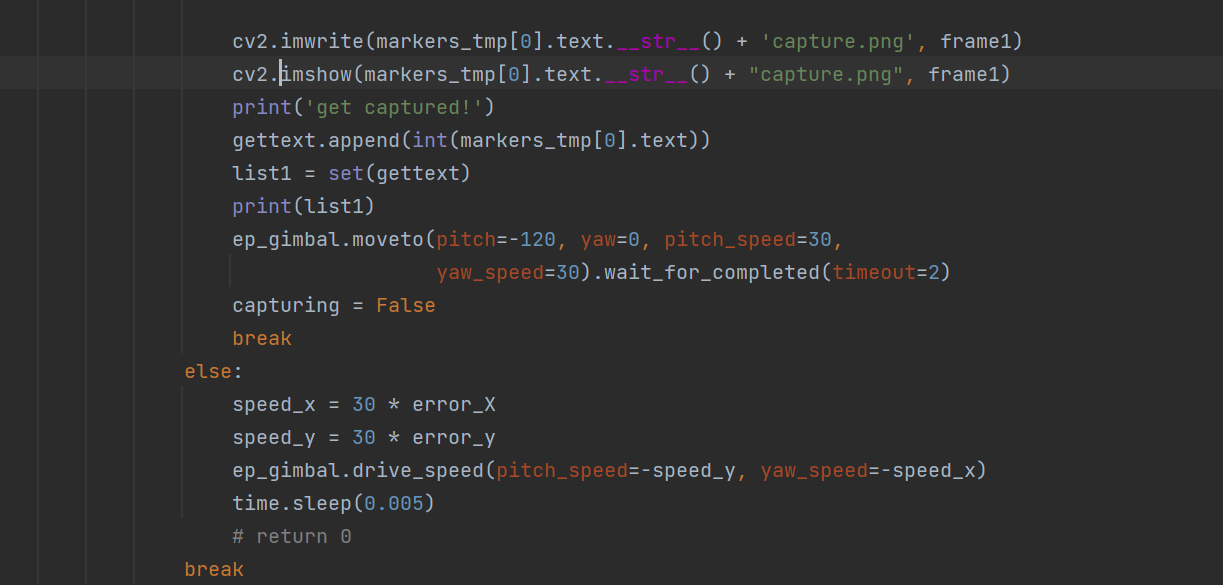 cv2.imwrite(markers_tmp[0].text.__str__() + 'capture.png', frame1)
cv2.imshow(markers_tmp[0].text.__str__() + "capture.png", frame1)
print('get captured!')
gettext.append(int(markers_tmp[0].text))
list1 = set(gettext)
print(list1)
ep_gimbal.moveto(pitch=-120, yaw=0, pitch_speed=30,
yaw_speed=30).wait_for_completed(timeout=2)
capturing = False
break
else:
speed_x = 30 * error_X
speed_y = 30 * error_y
ep_gimbal.drive_speed(pitch_speed=-speed_y, yaw_speed=-speed_x)
time.sleep(0.005)
# return 0
break